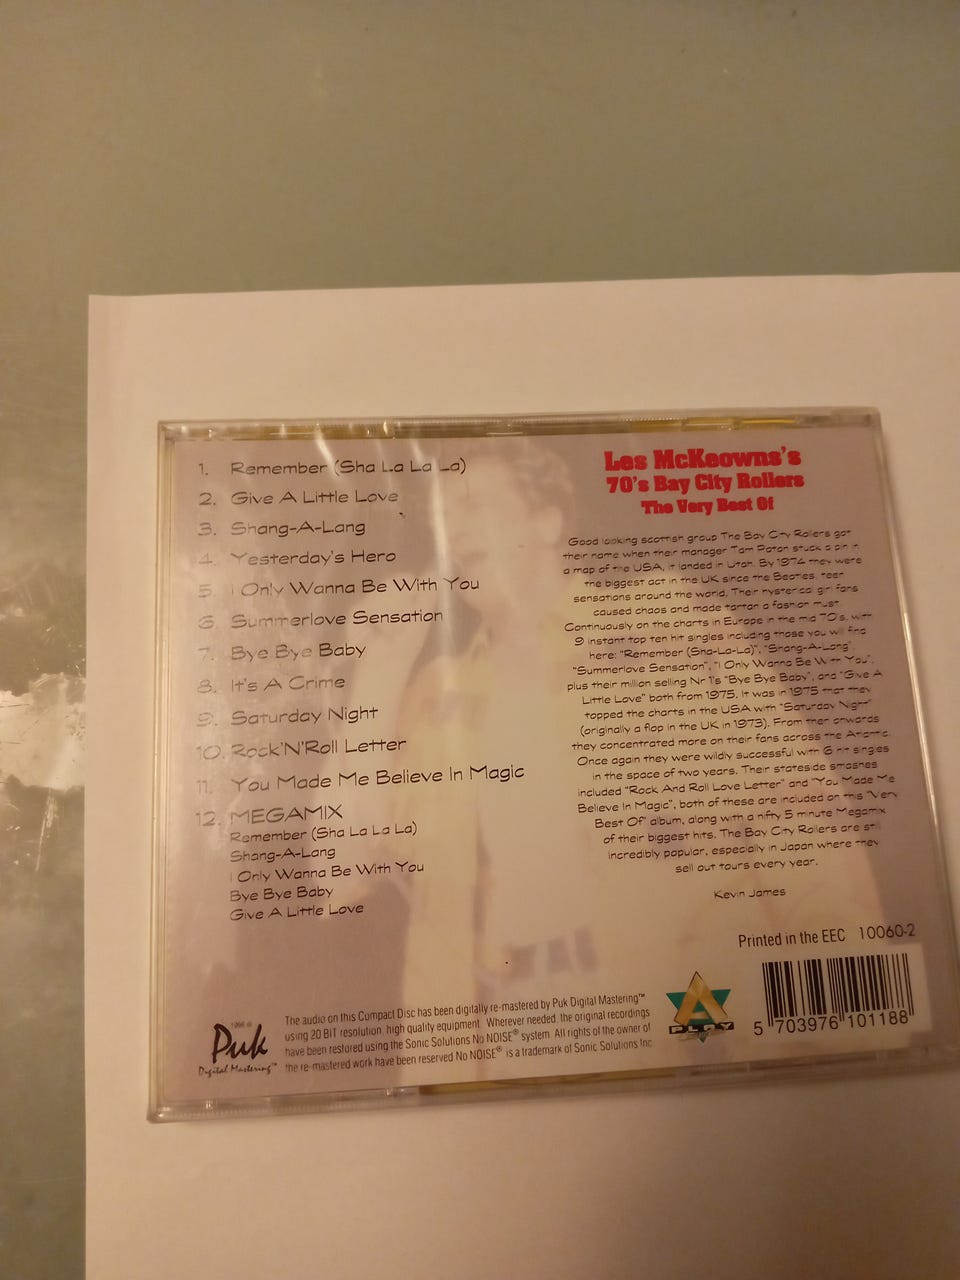 1. Remember (Sha La La La)
2. Give A Little Love
3. Shang-A-Lang
4. Yesterday's Hero
5. I Only Wanna Be With You
6. Summerlove Sensation
7. Bye Bye Baby
8. It's A Crime
9. Saturday Night
10. Rock'N'Roll Letter
11. You Made Me Believe In Magic
12. MEGAMIX
Remember (Sha La La La)
Shang-A-Lang
I Only Wanna Be With You
Bye Bye Baby
Give A Little Love
Les McKeowns's
70's Bay City Rollers
The Very Best Of
Good looking scottish group The Bay City Rollers got
their name when their manager Tam Paton stuck a pin in
a map of the USA, it landed in Utah. By 1974 they were
the biggest act in the UK since the Beatles, teen
sensations around the world. Their hysterical girl fans
caused chaos and made tartan a fashion must.
Continuously on the charts in Europe in the mid 70's, with
9 instant top ten hit singles including those you will find
here: "Remember (Sha-La-La)", "Shang-A-Lang",
"Summerlove Sensation", "I Only Wanna Be With You",
plus their million selling Nr 1's "Bye Bye Baby", and "Give A
Little Love" both from 1975. It was in 1975 that they
topped the charts in the USA with "Saturday Night"
(originally a flop in the UK in 1973). From then onwards
they concentrated more on their fans across the Atlantic.
Once again they were wildly successful with 6 hit singles
in the space of two years. Their stateside smashes
included "Rock And Roll Love Letter" and "You Made Me
Believe In Magic", both of these are included on this "Very
Best Of" album, along with a nifty 5 minute Megamix
of their biggest hits. The Bay City Rollers are still
incredibly popular, especially in Japan where they
sell out tours every year.
Kevin James
Printed in the EEC 10060-2
1996 ©
Puk
Digital Mastering™
The audio on this Compact Disc has been digitally re-mastered by Puk Digital Mastering™
using 20 BIT resolution, high quality equipment. Wherever needed, the original recordings
have been restored using the Sonic Solutions No NOISE® system. All rights of the owner of
the re-mastered work have been reserved No NOISE® is a trademark of Sonic Solutions Inc
A
PLAY
5 703976 101188